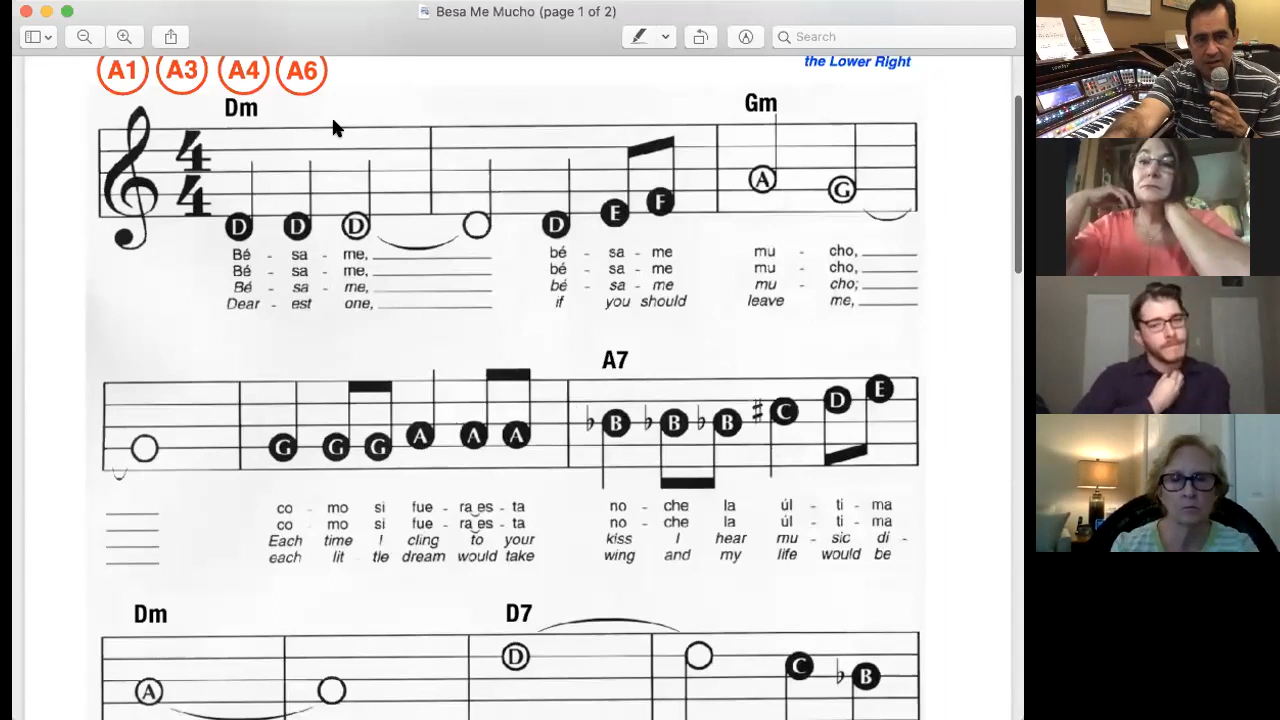 Besa Me Mucho (page 1 of 2)
Search
A1 A3 A4 A6
the Lower Right
Dm Gm
4
4
D D D D E F A G
Bé - sa - me, bé - sa - me mu - cho,
Bé - sa - me, bé - sa - me mu - cho,
Bé - sa - me, bé - sa - me mu - cho;
Dear - est one, if you should leave me,
A7
G G G A A A ♭B ♭B ♭B ♯C D E
co - mo si fue - ra es - ta no - che la úl - ti - ma
co - mo si fue - ra es - ta no - che la úl - ti - ma
Each time I cling to your kiss I hear mu - sic di -
each lit - tle dream would take wing and my life would be
Dm D7
A D C ♭B